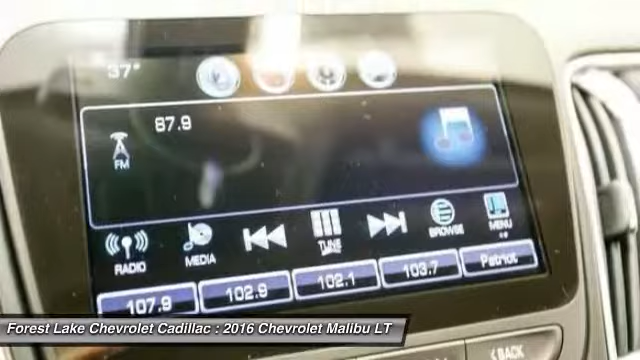 37°
87.9
FM
RADIO
MEDIA
TUNE
BROWSE
MENU
107.9
102.9
102.1
103.7
Patriot
Forest Lake Chevrolet Cadillac : 2016 Chevrolet Malibu LT
BACK